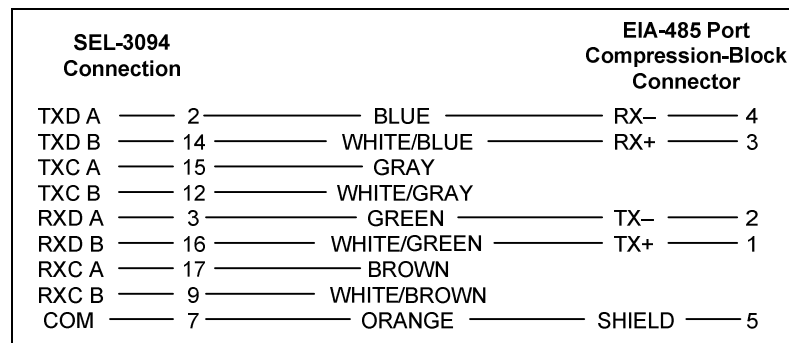 SEL-3094
Connection
EIA-485 Port
Compression-Block
Connector
TXD A 2 BLUE RX– 4
TXD B 14 WHITE/BLUE RX+ 3
TXC A 15 GRAY
TXC B 12 WHITE/GRAY
RXD A 3 GREEN TX– 2
RXD B 16 WHITE/GREEN TX+ 1
RXC A 17 BROWN
RXC B 9 WHITE/BROWN
COM 7 ORANGE SHIELD 5